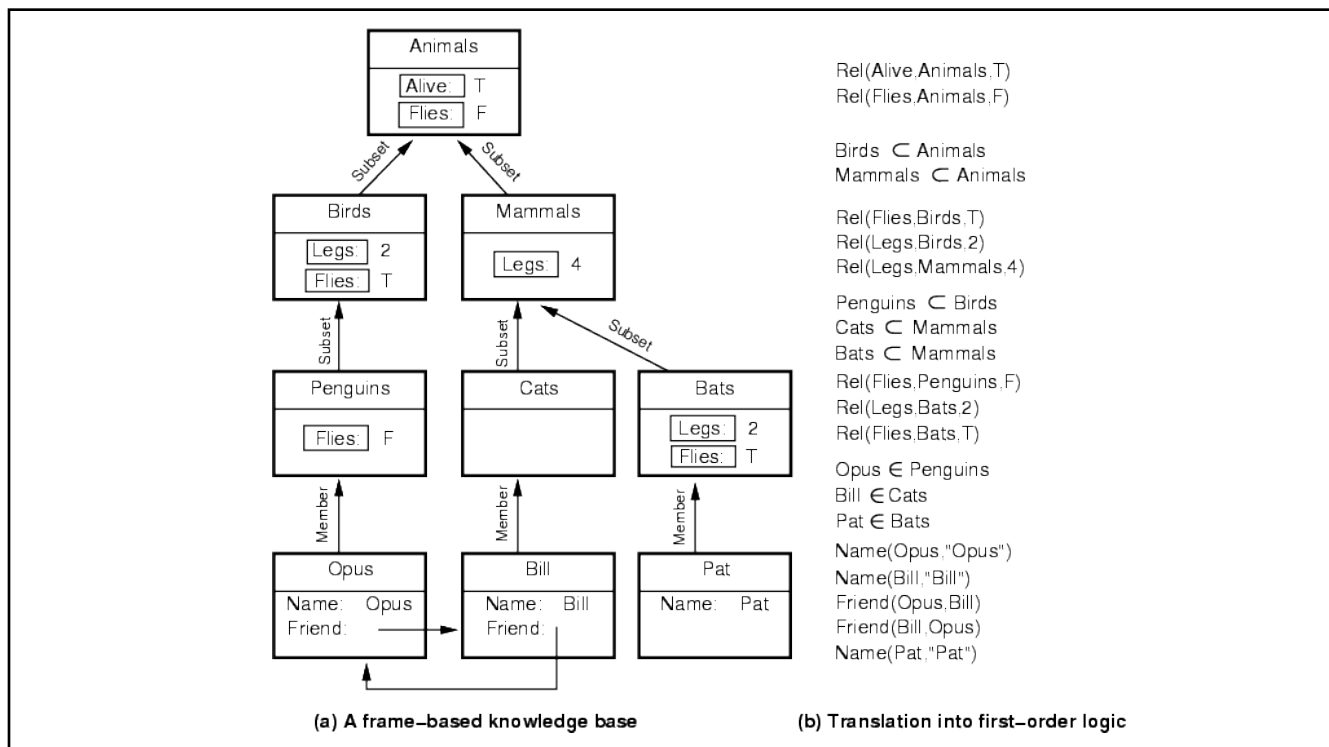 Animals
Alive: T
Flies: F
Subset
Subset
Birds
Legs: 2
Flies: T
Mammals
Legs: 4
Subset
Subset
Subset
Penguins
Flies: F
Cats
Bats
Legs: 2
Flies: T
Member
Member
Member
Opus
Name: Opus
Friend:
Bill
Name: Bill
Friend:
Pat
Name: Pat
(a) A frame–based knowledge base
Rel(Alive,Animals,T)
Rel(Flies,Animals,F)
Birds ⊂ Animals
Mammals ⊂ Animals
Rel(Flies,Birds,T)
Rel(Legs,Birds,2)
Rel(Legs,Mammals,4)
Penguins ⊂ Birds
Cats ⊂ Mammals
Bats ⊂ Mammals
Rel(Flies,Penguins,F)
Rel(Legs,Bats,2)
Rel(Flies,Bats,T)
Opus ∈ Penguins
Bill ∈ Cats
Pat ∈ Bats
Name(Opus,"Opus")
Name(Bill,"Bill")
Friend(Opus,Bill)
Friend(Bill,Opus)
Name(Pat,"Pat")
(b) Translation into first–order logic